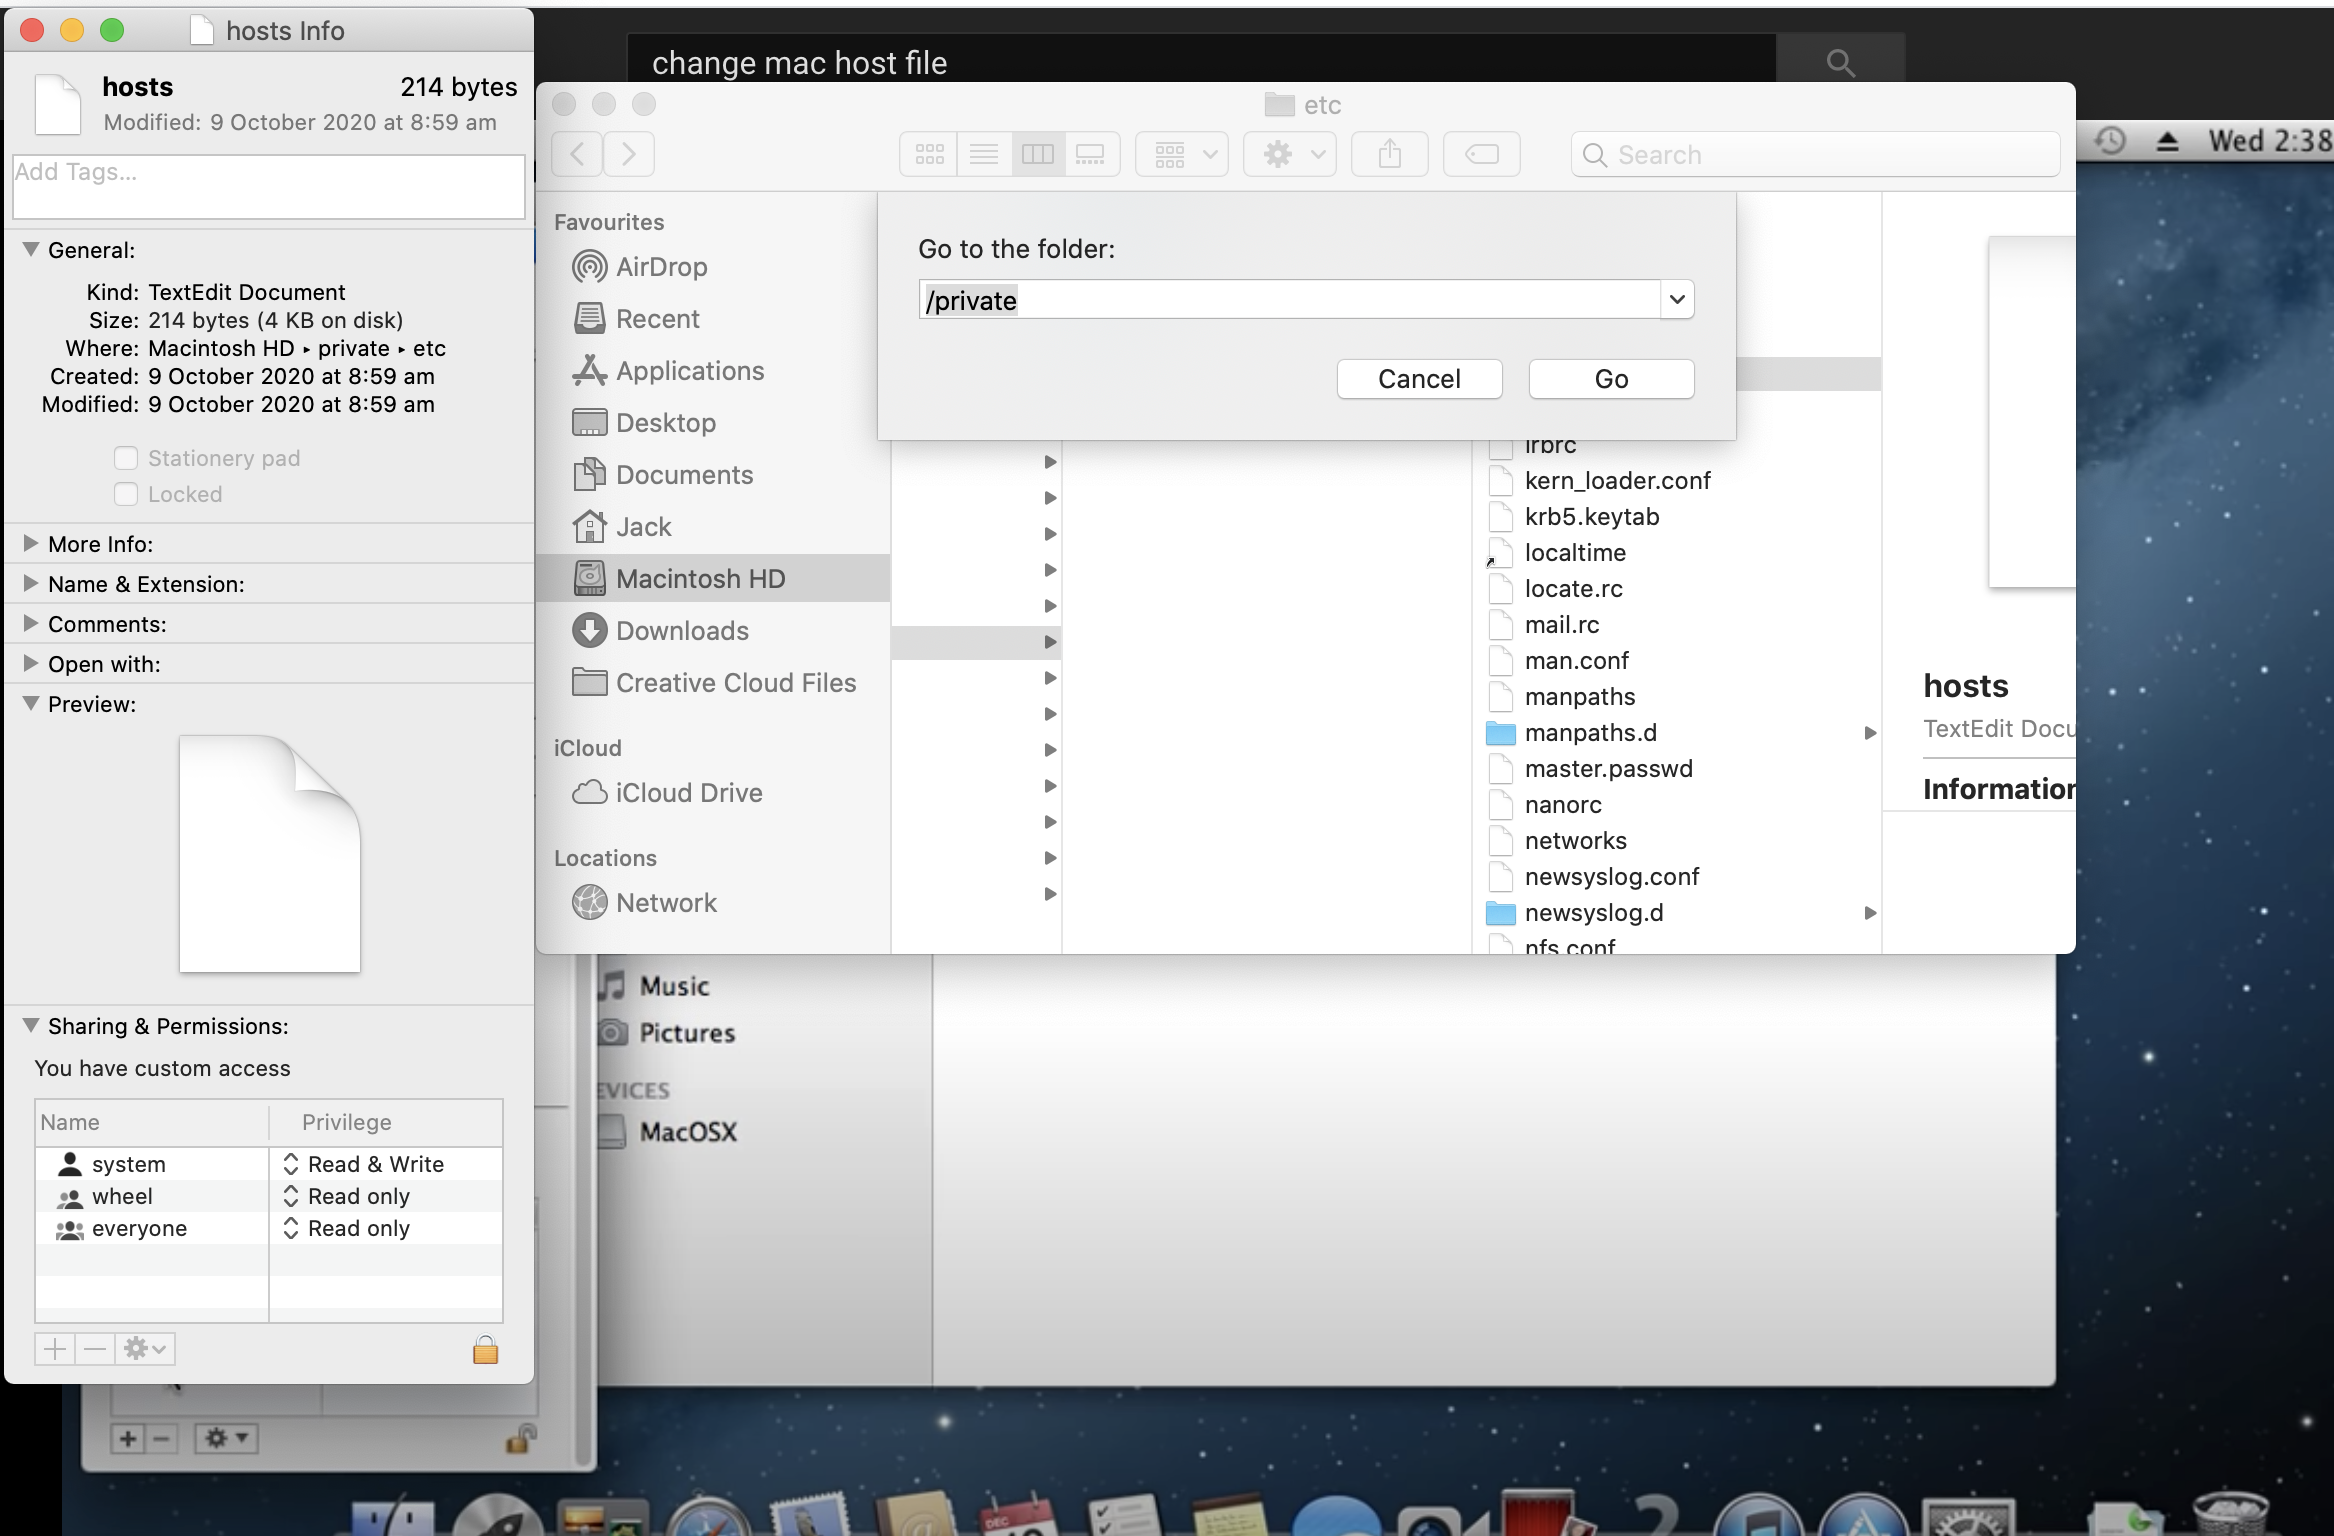 hosts Info
hosts 214 bytes
Modified: 9 October 2020 at 8:59 am
Add Tags...
General:
Kind: TextEdit Document
Size: 214 bytes (4 KB on disk)
Where: Macintosh HD ▸ private ▸ etc
Created: 9 October 2020 at 8:59 am
Modified: 9 October 2020 at 8:59 am
Stationery pad
Locked
More Info:
Name & Extension:
Comments:
Open with:
Preview:
Sharing & Permissions:
You have custom access
Name Privilege
system Read & Write
wheel Read only
everyone Read only
change mac host file
etc
Search
Wed 2:38
Favourites
AirDrop
Recent
Applications
Desktop
Documents
Jack
Macintosh HD
Downloads
Creative Cloud Files
iCloud
iCloud Drive
Locations
Network
Go to the folder:
/private
Cancel Go
irbrc
kern_loader.conf
krb5.keytab
localtime
locate.rc
mail.rc
man.conf
manpaths
manpaths.d
master.passwd
nanorc
networks
newsyslog.conf
newsyslog.d
nfs.conf
hosts
TextEdit Docu
Information
Music
Pictures
EVICES
MacOSX
DEC